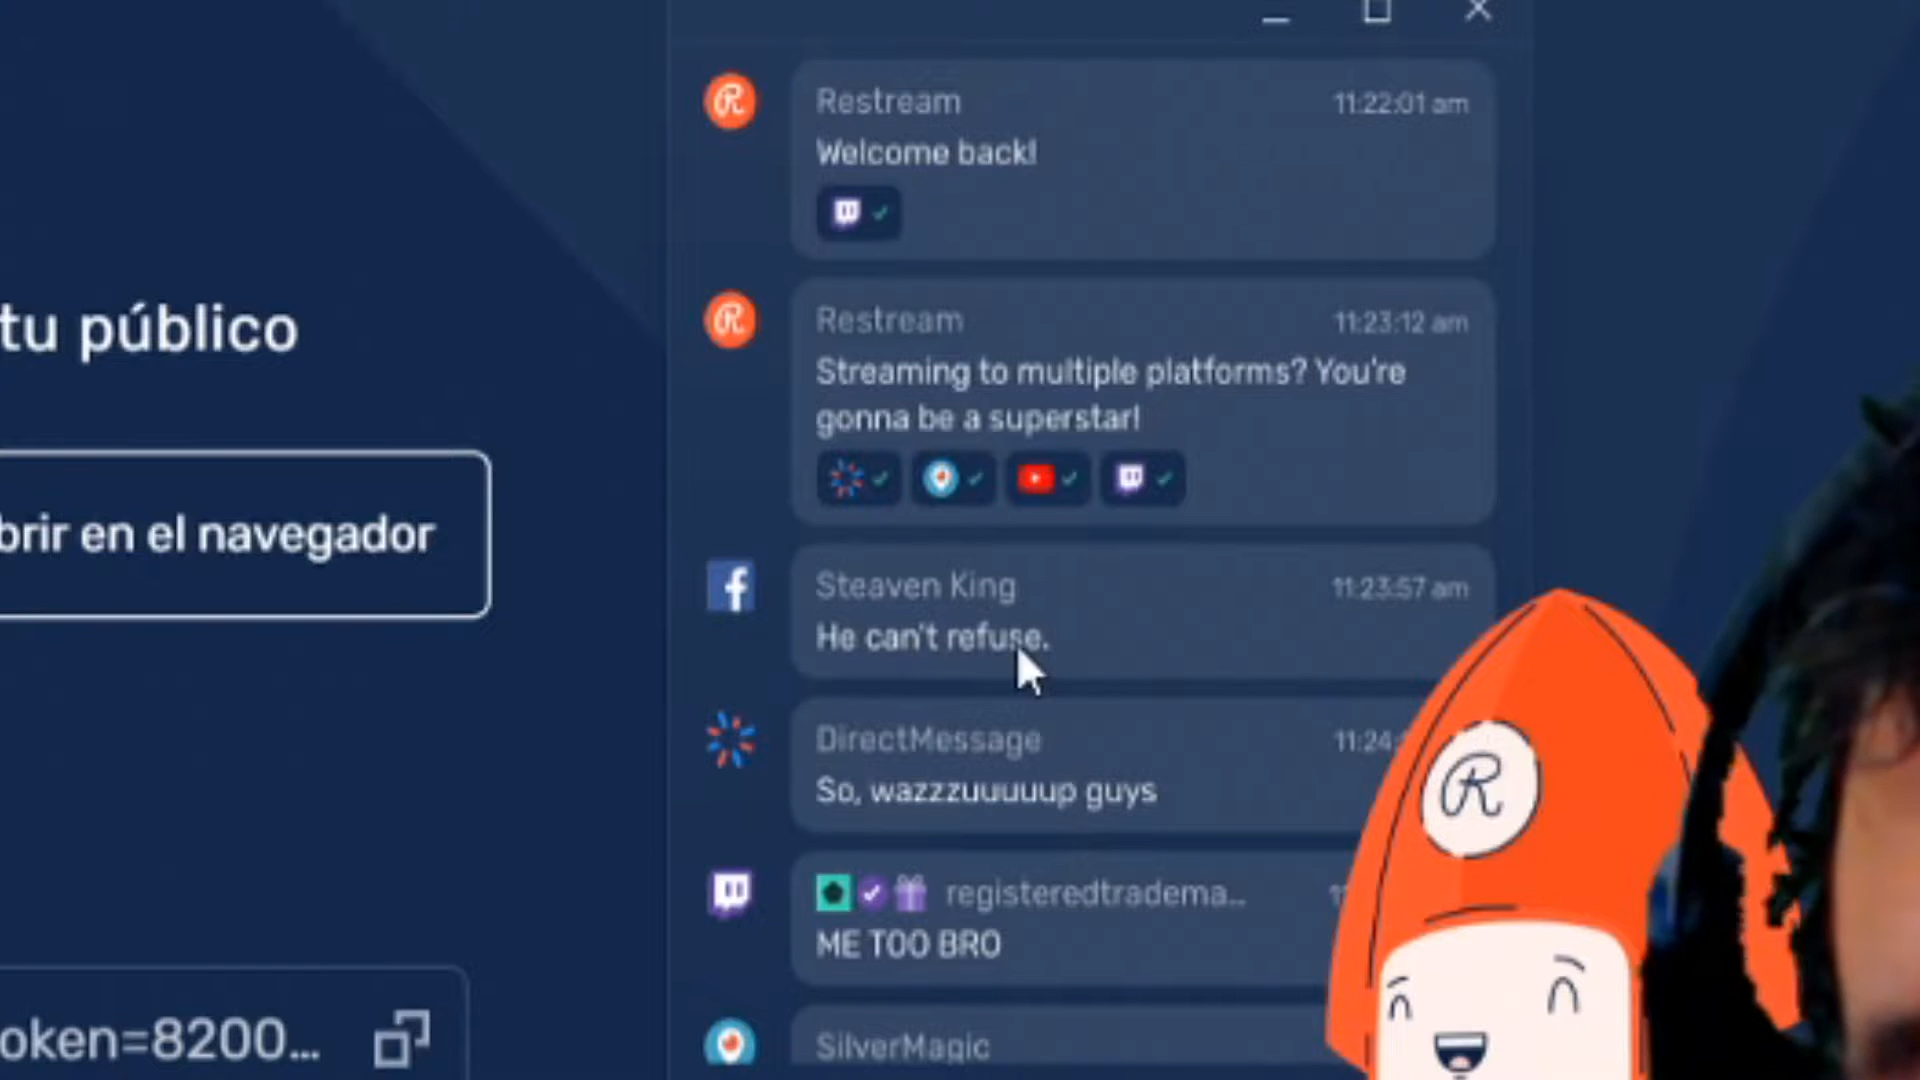 tu público
brir en el navegador
oken=8200...
Restream
11:22:01 am
Welcome back!
Restream
11:23:12 am
Streaming to multiple platforms? You're
gonna be a superstar!
Steaven King
11:23:57 am
He can't refuse.
DirectMessage
11:24
So, wazzzuuuuup guys
registeredtradema...
ME TOO BRO
SilverMagic